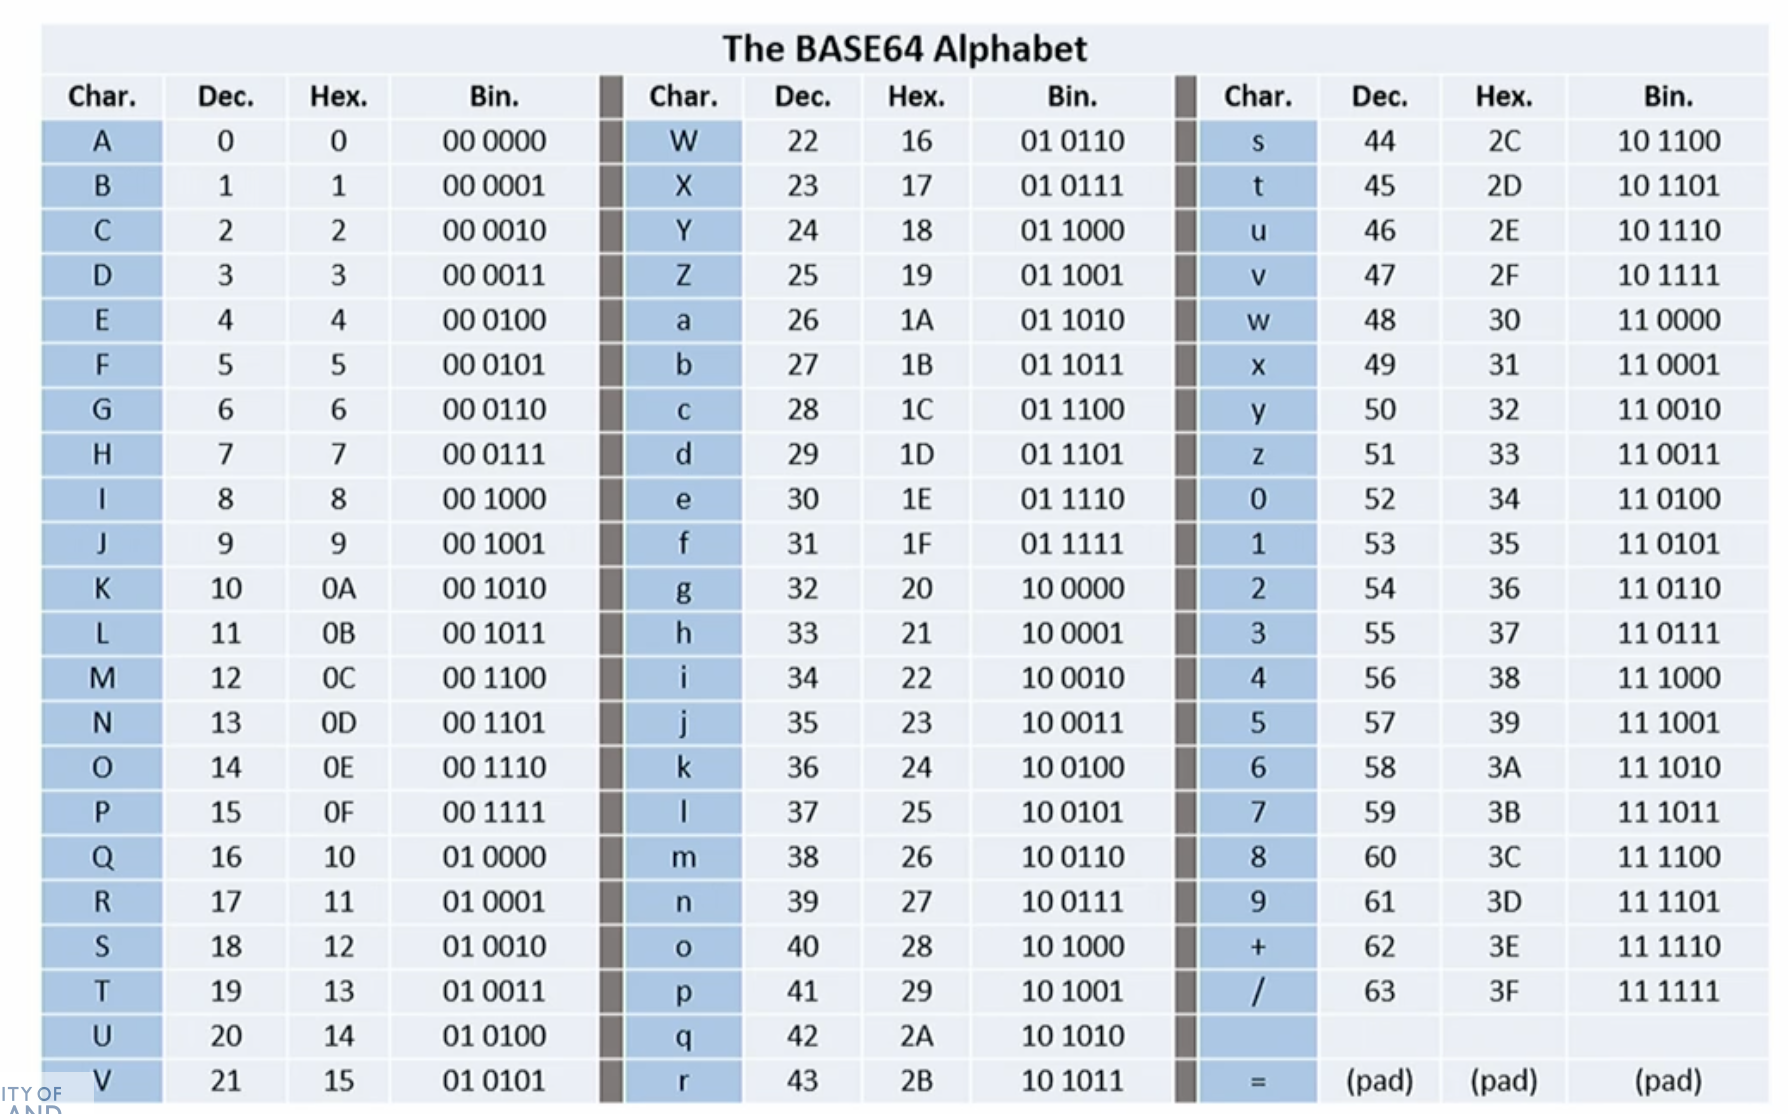 The BASE64 Alphabet
Char. Dec. Hex. Bin. Char. Dec. Hex. Bin. Char. Dec. Hex. Bin.
A 0 0 00 0000 W 22 16 01 0110 s 44 2C 10 1100
B 1 1 00 0001 X 23 17 01 0111 t 45 2D 10 1101
C 2 2 00 0010 Y 24 18 01 1000 u 46 2E 10 1110
D 3 3 00 0011 Z 25 19 01 1001 v 47 2F 10 1111
E 4 4 00 0100 a 26 1A 01 1010 w 48 30 11 0000
F 5 5 00 0101 b 27 1B 01 1011 x 49 31 11 0001
G 6 6 00 0110 c 28 1C 01 1100 y 50 32 11 0010
H 7 7 00 0111 d 29 1D 01 1101 z 51 33 11 0011
I 8 8 00 1000 e 30 1E 01 1110 0 52 34 11 0100
J 9 9 00 1001 f 31 1F 01 1111 1 53 35 11 0101
K 10 0A 00 1010 g 32 20 10 0000 2 54 36 11 0110
L 11 0B 00 1011 h 33 21 10 0001 3 55 37 11 0111
M 12 0C 00 1100 i 34 22 10 0010 4 56 38 11 1000
N 13 0D 00 1101 j 35 23 10 0011 5 57 39 11 1001
O 14 0E 00 1110 k 36 24 10 0100 6 58 3A 11 1010
P 15 0F 00 1111 l 37 25 10 0101 7 59 3B 11 1011
Q 16 10 01 0000 m 38 26 10 0110 8 60 3C 11 1100
R 17 11 01 0001 n 39 27 10 0111 9 61 3D 11 1101
S 18 12 01 0010 o 40 28 10 1000 + 62 3E 11 1110
T 19 13 01 0011 p 41 29 10 1001 / 63 3F 11 1111
U 20 14 01 0100 q 42 2A 10 1010
V 21 15 01 0101 r 43 2B 10 1011 = (pad) (pad) (pad)
ITY OF